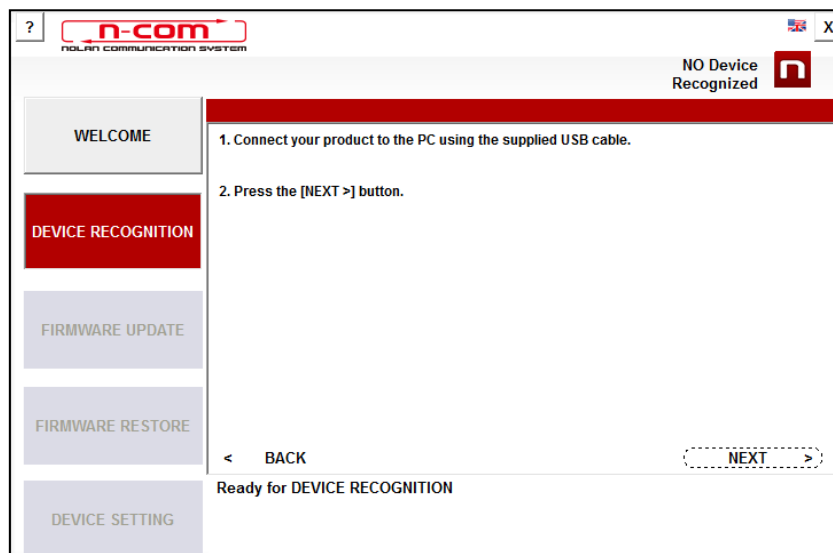 ?
n-com
NOLAN COMMUNICATION SYSTEM
X
NO Device
Recognized
n
WELCOME
1. Connect your product to the PC using the supplied USB cable.
2. Press the [NEXT >] button.
DEVICE RECOGNITION
FIRMWARE UPDATE
FIRMWARE RESTORE
< BACK
NEXT >
Ready for DEVICE RECOGNITION
DEVICE SETTING